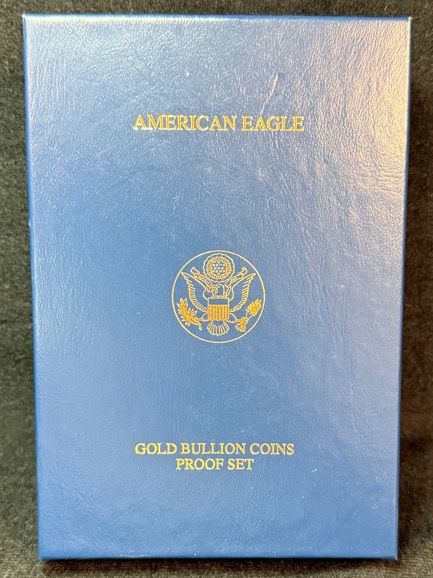 AMERICAN EAGLE
GOLD BULLION COINS
PROOF SET